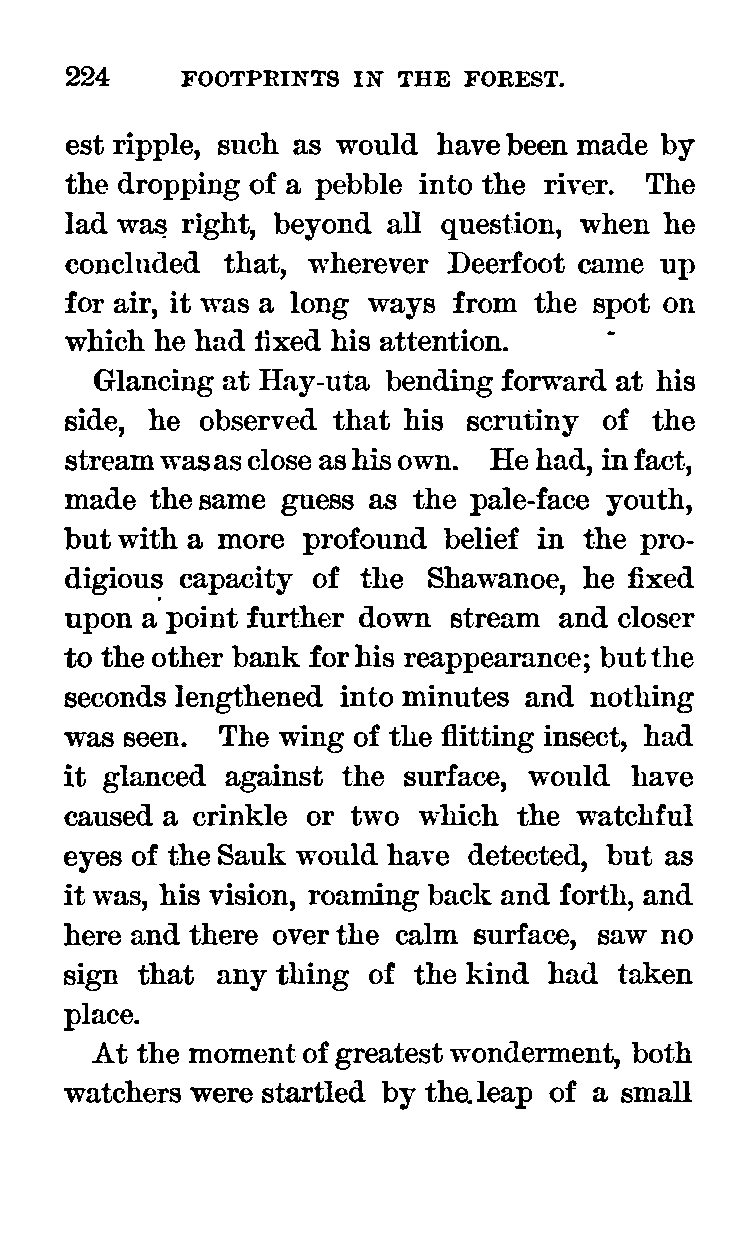 224 FOOTPRINTS IN THE FOREST.
est ripple, such as would have been made by
the dropping of a pebble into the river. The
lad was right, beyond all question, when he
concluded that, wherever Deerfoot came up
for air, it was a long ways from the spot on
which he had fixed his attention.
Glancing at Hay-uta bending forward at his
side, he observed that his scrutiny of the
stream was as close as his own. He had, in fact,
made the same guess as the pale-face youth,
but with a more profound belief in the pro-
digious capacity of the Shawanoe, he fixed
upon a point further down stream and closer
to the other bank for his reappearance; but the
seconds lengthened into minutes and nothing
was seen. The wing of the flitting insect, had
it glanced against the surface, would have
caused a crinkle or two which the watchful
eyes of the Sauk would have detected, but as
it was, his vision, roaming back and forth, and
here and there over the calm surface, saw no
sign that any thing of the kind had taken
place.
At the moment of greatest wonderment, both
watchers were startled by the leap of a small